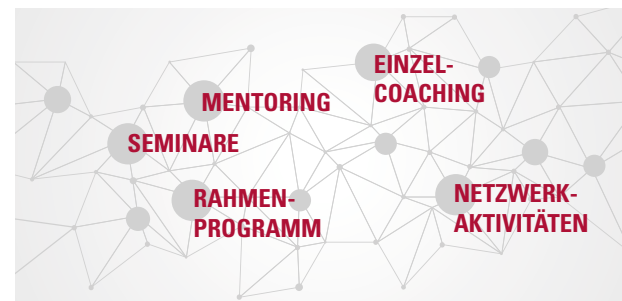 EINZEL-
COACHING
MENTORING
SEMINARE
RAHMEN-
PROGRAMM
NETZWERK-
AKTIVITÄTEN